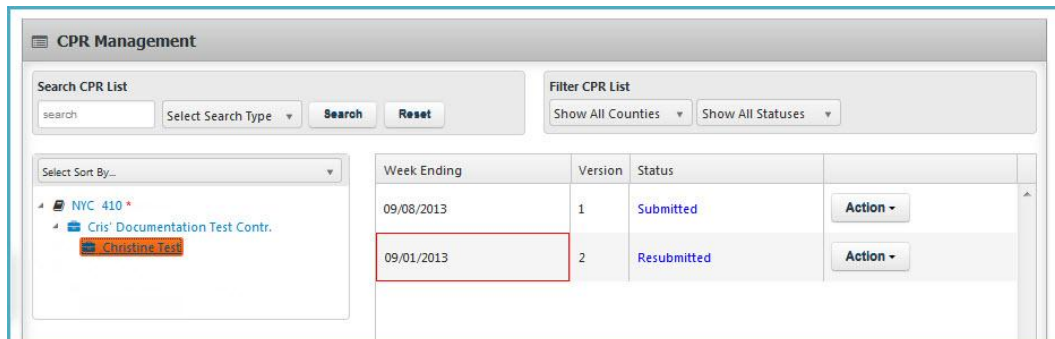 CPR Management
Search CPR List
search Select Search Type Search Reset
Filter CPR List
Show All Counties Show All Statuses
Select Sort By...
NYC 410 *
Cris' Documentation Test Contr.
Christine Test
Week Ending Version Status
09/08/2013 1 Submitted Action
09/01/2013 2 Resubmitted Action